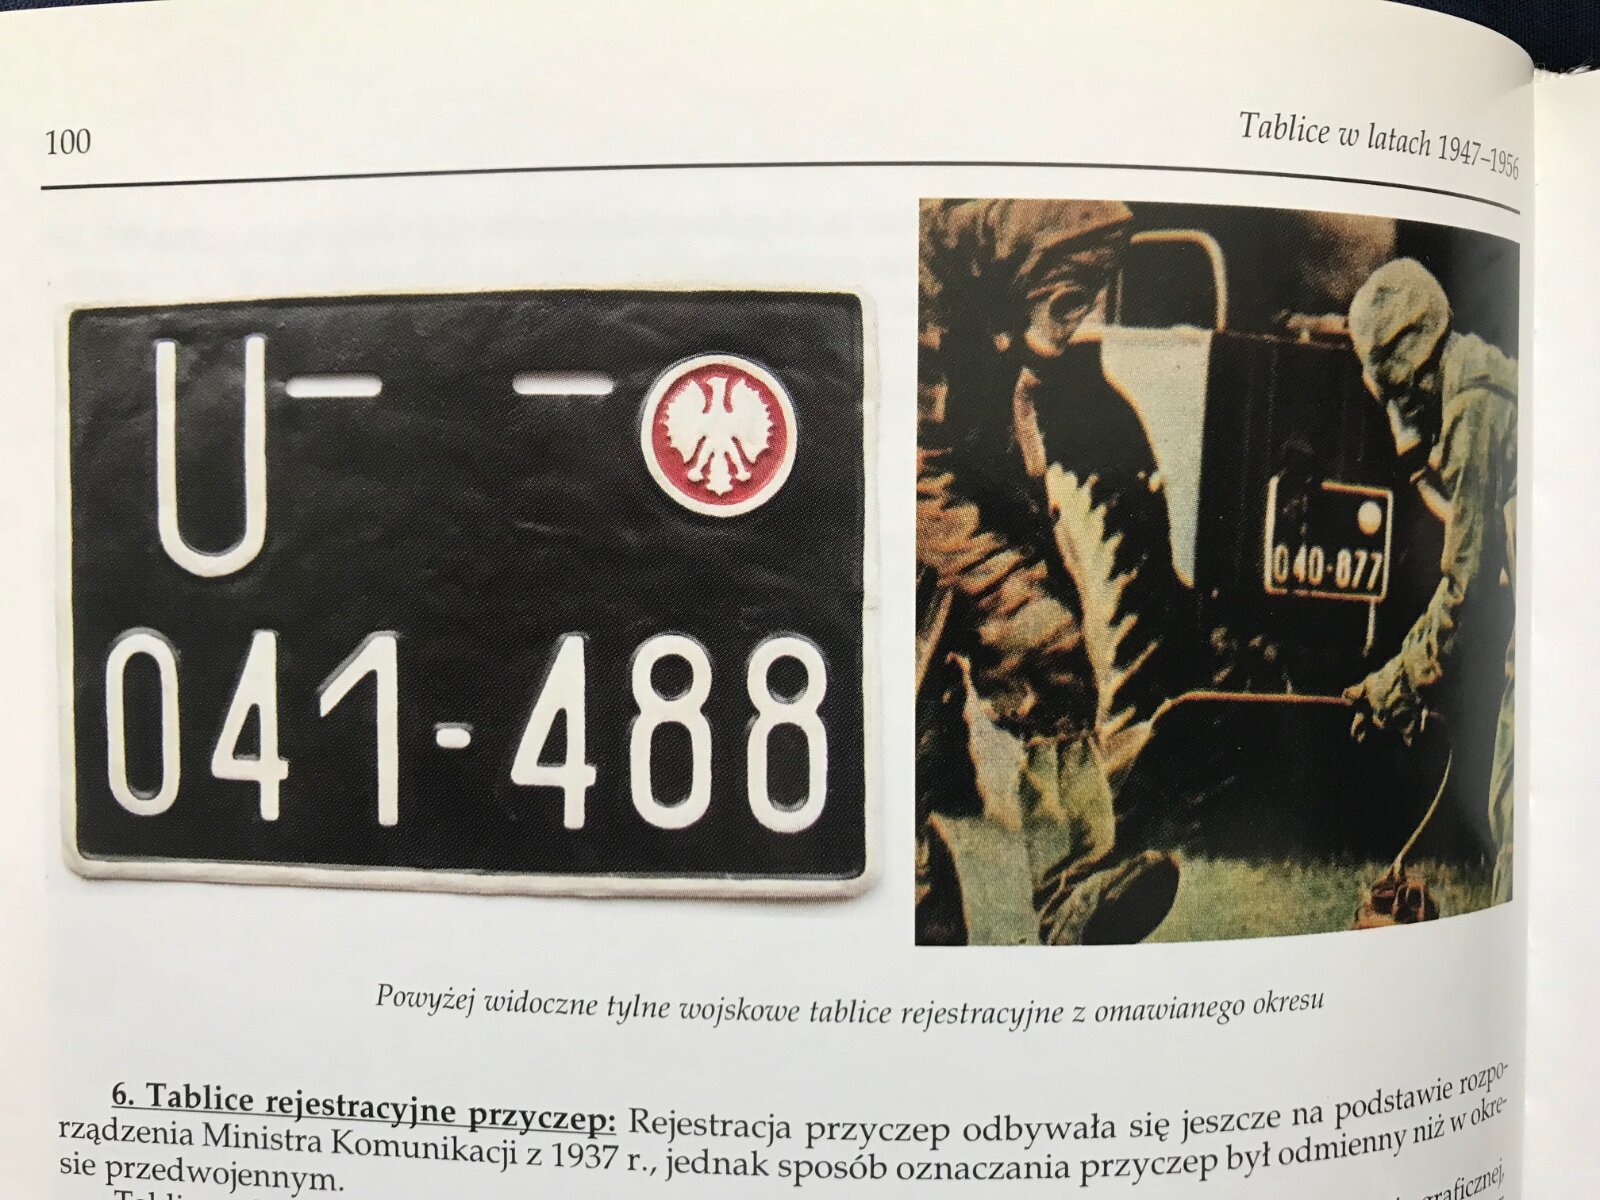 100
Tablice w latach 1947–1956
U
041-488
040-877
Powyżej widoczne tylne wojskowe tablice rejestracyjne z omawianego okresu
6. Tablice rejestracyjne przyczep: Rejestracja przyczep odbywała się jeszcze na podstawie rozpo-
rządzenia Ministra Komunikacji z 1937 r., jednak sposób oznaczania przyczep był odmienny niż w okre-
sie przedwojennym.